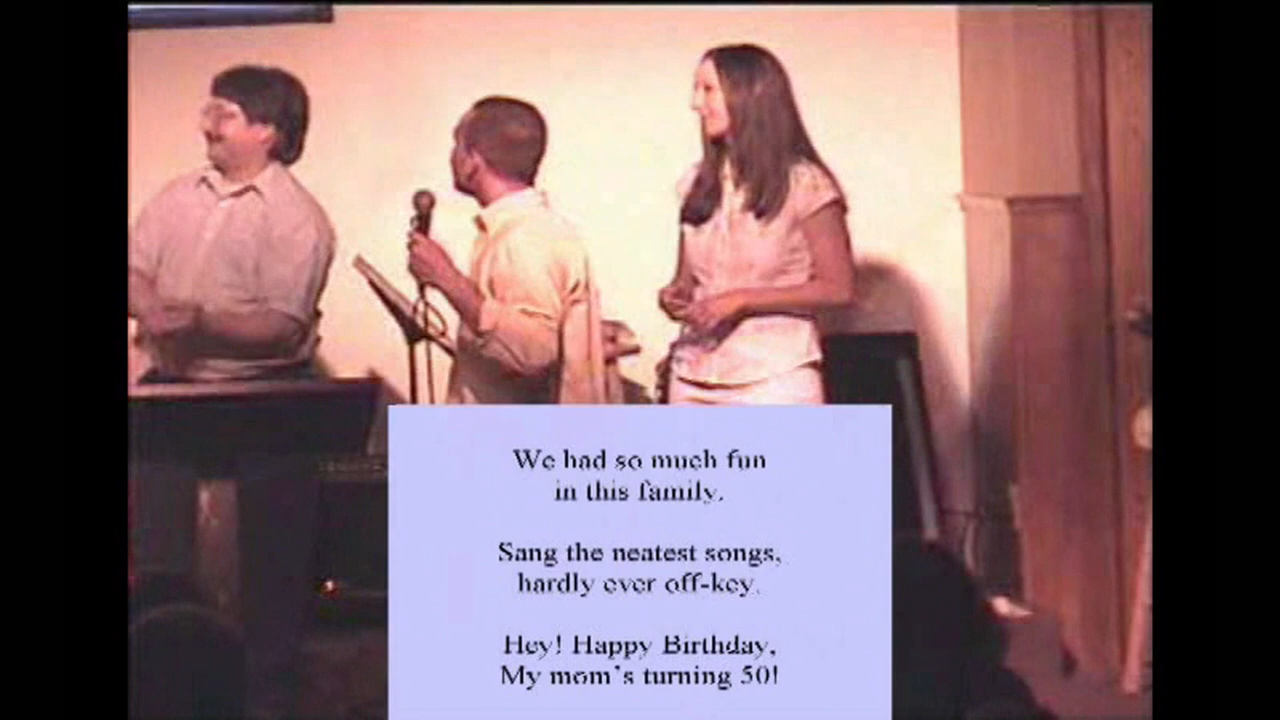 We had so much fun
in this family.
Sang the neatest songs,
hardly ever off-key.
Hey! Happy Birthday,
My mom's turning 50!